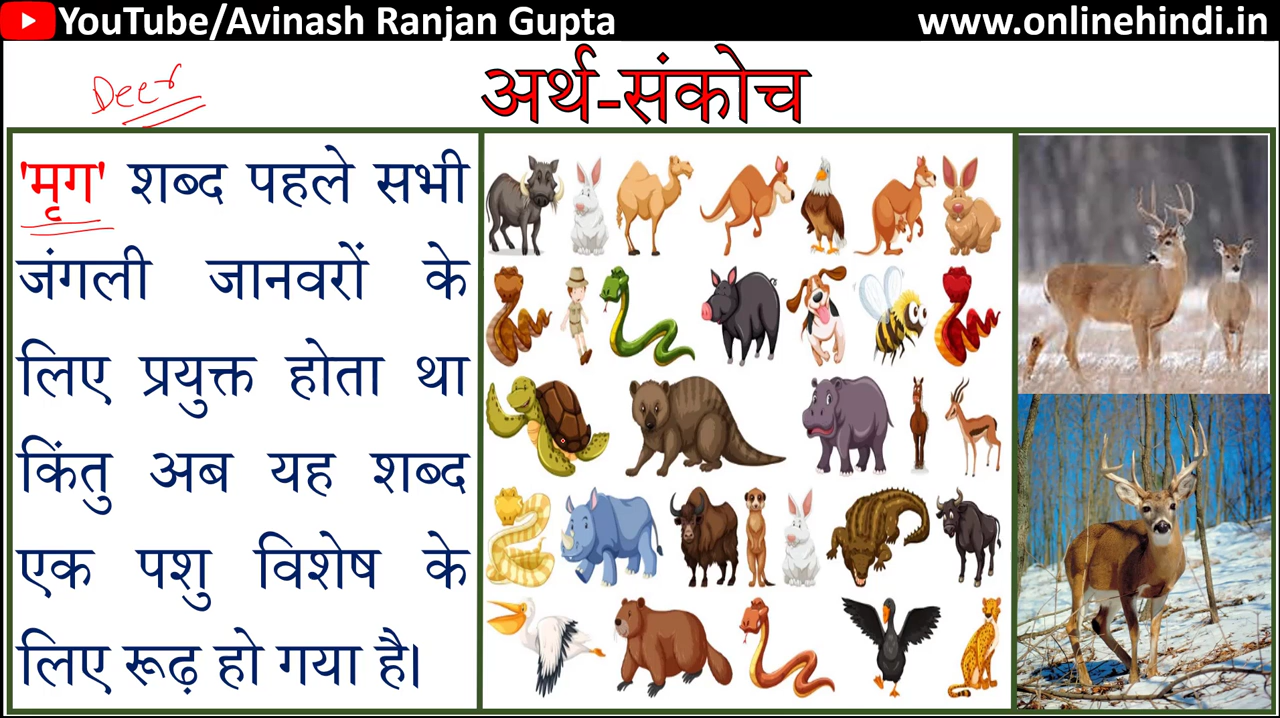 YouTube/Avinash Ranjan Gupta
www.onlinehindi.in
Deer
अर्थ-संकोच
'मृग' शब्द पहले सभी
जंगली जानवरों के
लिए प्रयुक्त होता था
किंतु अब यह शब्द
एक पशु विशेष के
लिए रूढ़ हो गया है।